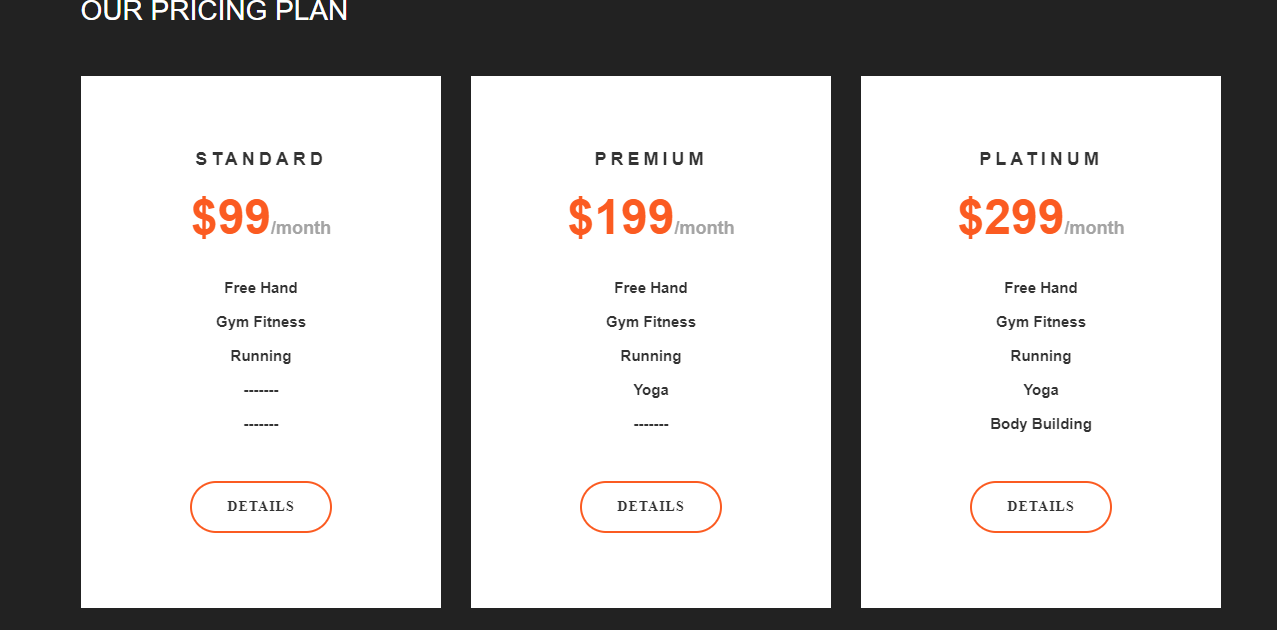 OUR PRICING PLAN
STANDARD
$99/month
Free Hand
Gym Fitness
Running
-------
-------
DETAILS
PREMIUM
$199/month
Free Hand
Gym Fitness
Running
Yoga
-------
DETAILS
PLATINUM
$299/month
Free Hand
Gym Fitness
Running
Yoga
Body Building
DETAILS